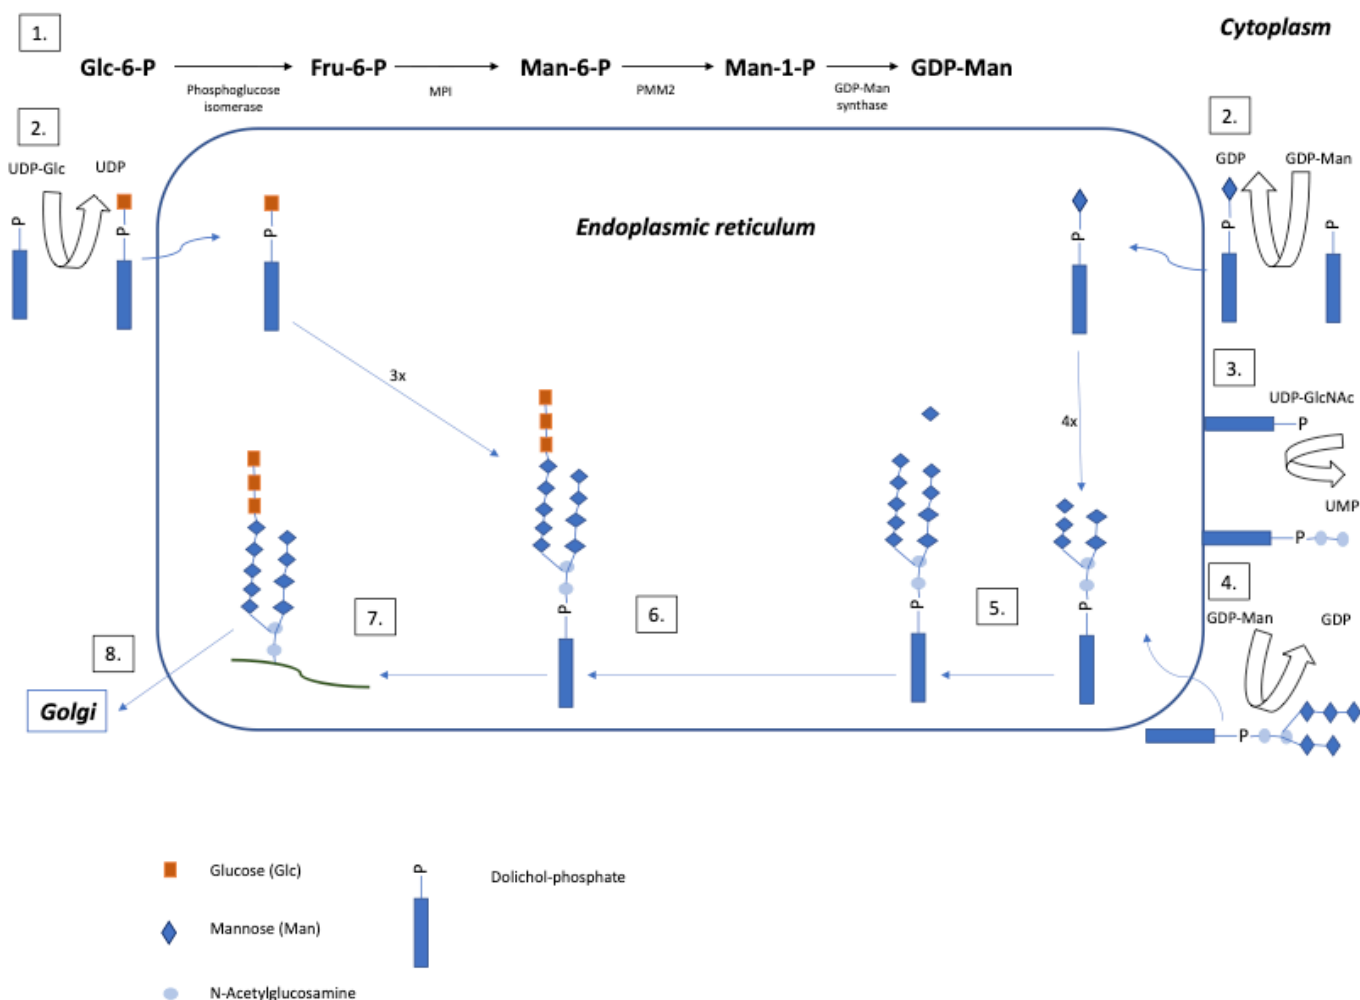 1.
Cytoplasm
Glc-6-P
Fru-6-P
Man-6-P
Man-1-P
GDP-Man
Phosphoglucose
isomerase
MPI
PMM2
GDP-Man
synthase
2.
UDP-Glc
UDP
P
P
P
Endoplasmic reticulum
2.
GDP
GDP-Man
P
P
P
3x
4x
3.
UDP-GlcNAc
P
UMP
P
4.
GDP-Man
GDP
P
5.
P
P
6.
P
7.
8.
Golgi
Glucose (Glc)
P
Dolichol-phosphate
Mannose (Man)
N-Acetylglucosamine